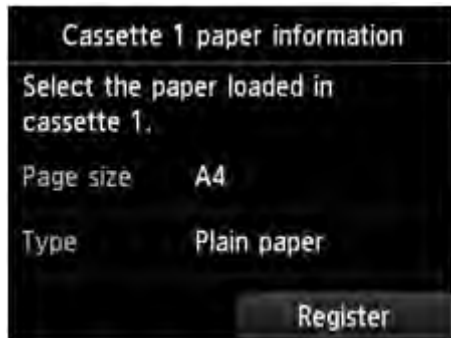 Cassette 1 paper information
Select the paper loaded in
cassette 1.
Page size A4
Type Plain paper
Register